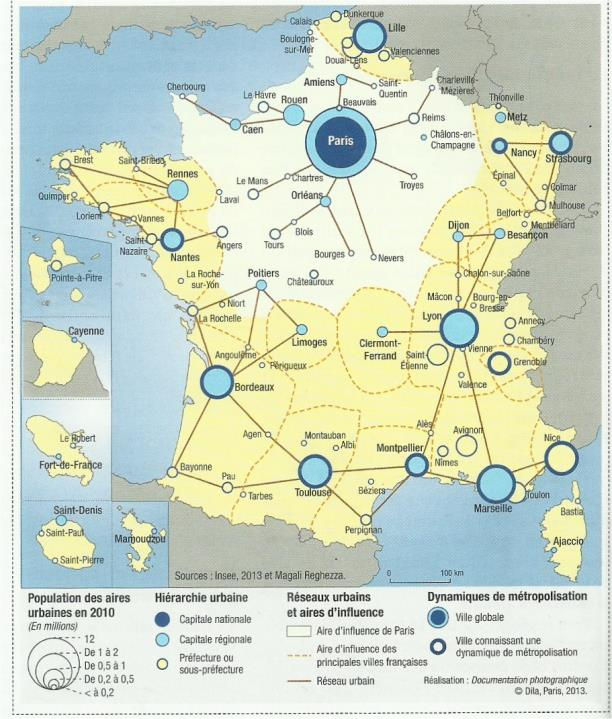 Dunkerque
Calais
Lille
Boulogne-
sur-Mer
Valenciennes
Douai-Lens
Amiens
Saint-
Quentin
Charleville-
Mézières
Cherbourg
Le Havre
Rouen
Beauvais
Thionville
Metz
Caen
Reims
Paris
Châlons-en-
Champagne
Nancy
Strasbourg
Brest
Saint-Brieuc
Rennes
Chartres
Le Mans
Troyes
Épinal
Colmar
Quimper
Laval
Orléans
Mulhouse
Lorient
Vannes
Belfort
Montbéliard
Saint-
Nazaire
Nantes
Angers
Blois
Tours
Dijon
Besançon
Bourges
Nevers
Pointe-à-Pitre
La Roche-
sur-Yon
Poitiers
Châteauroux
Chalon-sur-Saône
Niort
La Rochelle
Mâcon
Bourg-en-
Bresse
Annecy
Lyon
Cayenne
Limoges
Clermont-
Ferrand
Chambéry
Vienne
Saint-
Étienne
Grenoble
Angoulême
Périgueux
Valence
Bordeaux
Le Robert
Fort-de-France
Agen
Montauban
Albi
Alès
Avignon
Nice
Montpellier
Nîmes
Bayonne
Pau
Tarbes
Toulouse
Béziers
Marseille
Toulon
Perpignan
Bastia
Ajaccio
Saint-Denis
Saint-Paul
Saint-Pierre
Mamoudzou
Sources : Insee, 2013 et Magali Reghezza.
0 100 km
Population des aires
urbaines en 2010
(En millions)
12
De 1 à 2
De 0,5 à 1
De 0,2 à 0,5
< à 0,2
Hiérarchie urbaine
Capitale nationale
Capitale régionale
Préfecture ou
sous-préfecture
Réseaux urbains
et aires d'influence
Aire d'influence de Paris
Aire d'influence des
principales villes françaises
Réseau urbain
Dynamiques de métropolisation
Ville globale
Ville connaissant une
dynamique de métropolisation
Réalisation : Documentation photographique
© Dila, Paris, 2013.